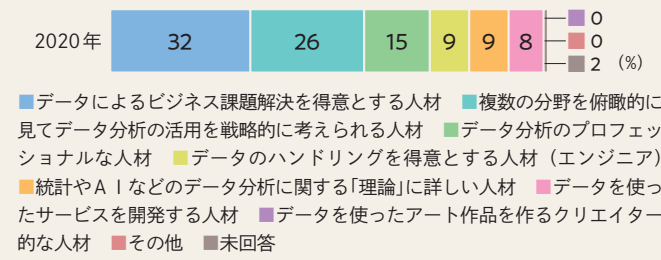 0
2020年 32 26 15 9 9 8 0
2 (%)
■データによるビジネス課題解決を得意とする人材 ■複数の分野を俯瞰的に
見てデータ分析の活用を戦略的に考えられる人材 ■データ分析のプロフェッ
ショナルな人材 ■データのハンドリングを得意とする人材（エンジニア）
■統計やＡＩなどのデータ分析に関する「理論」に詳しい人材 ■データを使っ
たサービスを開発する人材 ■データを使ったアート作品を作るクリエイター
的な人材 ■その他 ■未回答